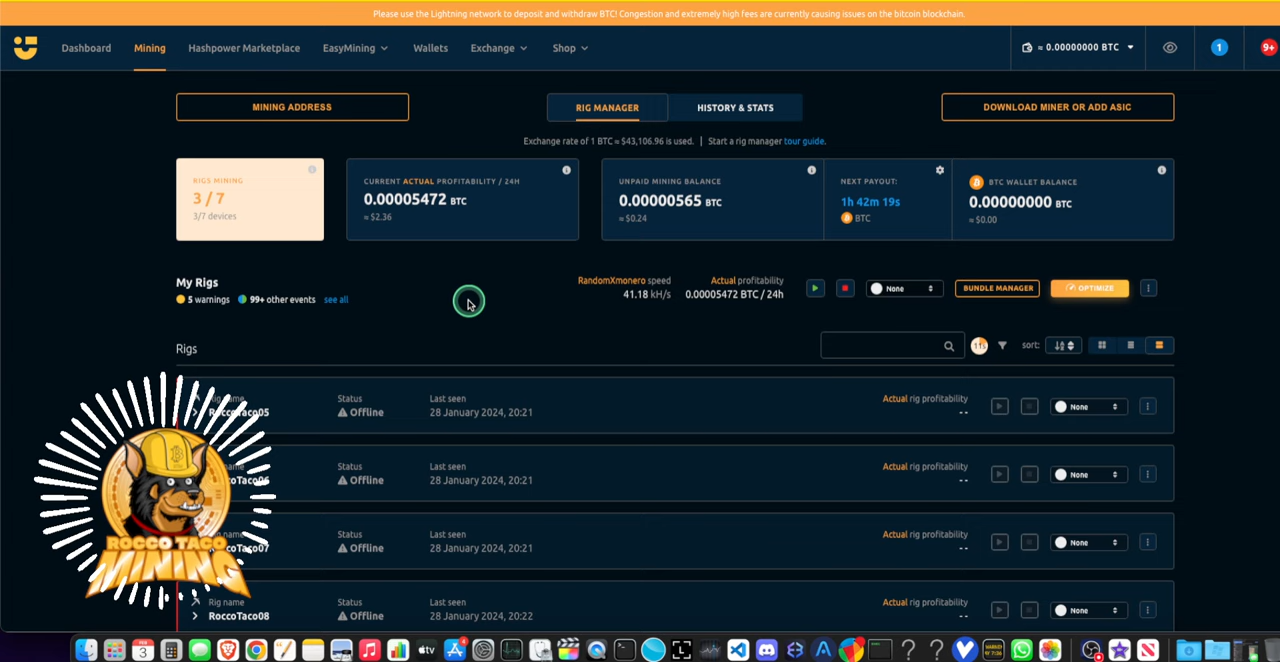 Please use the Lightning network to deposit and withdraw BTC! Congestion and extremely high fees are currently causing issues on the bitcoin blockchain.
Dashboard Mining Hashpower Marketplace EasyMining Wallets Exchange Shop ≈ 0.00000000 BTC 1 9+
MINING ADDRESS RIG MANAGER HISTORY & STATS DOWNLOAD MINER OR ADD ASIC
Exchange rate of 1 BTC ≈ $43,106.96 is used. | Start a rig manager tour guide.
RIGS MINING CURRENT ACTUAL PROFITABILITY / 24H UNPAID MINING BALANCE NEXT PAYOUT: BTC WALLET BALANCE
3 / 7 0.00005472 BTC 0.00000565 BTC 1h 42m 19s 0.00000000 BTC
3/7 devices ≈ $2.36 ≈ $0.24 BTC ≈ $0.00
My Rigs RandomXmonero speed Actual profitability
5 warnings 99+ other events see all 41.18 kH/s 0.00005472 BTC / 24h None BUNDLE MANAGER OPTIMIZE
Rigs sort:
Rig name Status Last seen Actual rig profitability
RoccoTaco05 Offline 28 January 2024, 20:21 -- None
Status Last seen Actual rig profitability
Offline 28 January 2024, 20:21 -- None
Status Last seen Actual rig profitability
Offline 28 January 2024, 20:21 -- None
Rig name Status Last seen Actual rig profitability
RoccoTaco08 Offline 28 January 2024, 20:22 -- None
ROCCO TACO
MINING
FEB
3
tv